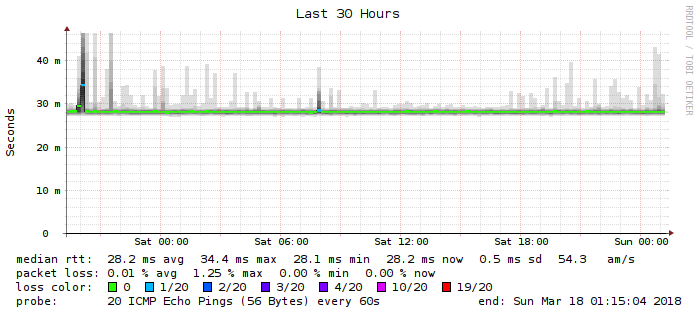 Last 30 Hours
RRDTOOL / TOBI OETIKER
Seconds
40 m
30 m
20 m
10 m
0
Sat 00:00 Sat 06:00 Sat 12:00 Sat 18:00 Sun 00:00
median rtt: 28.2 ms avg 34.4 ms max 28.1 ms min 28.2 ms now 0.5 ms sd 54.3 am/s
packet loss: 0.01 % avg 1.25 % max 0.00 % min 0.00 % now
loss color: 0 1/20 2/20 3/20 4/20 10/20 19/20
probe: 20 ICMP Echo Pings (56 Bytes) every 60s end: Sun Mar 18 01:15:04 2018